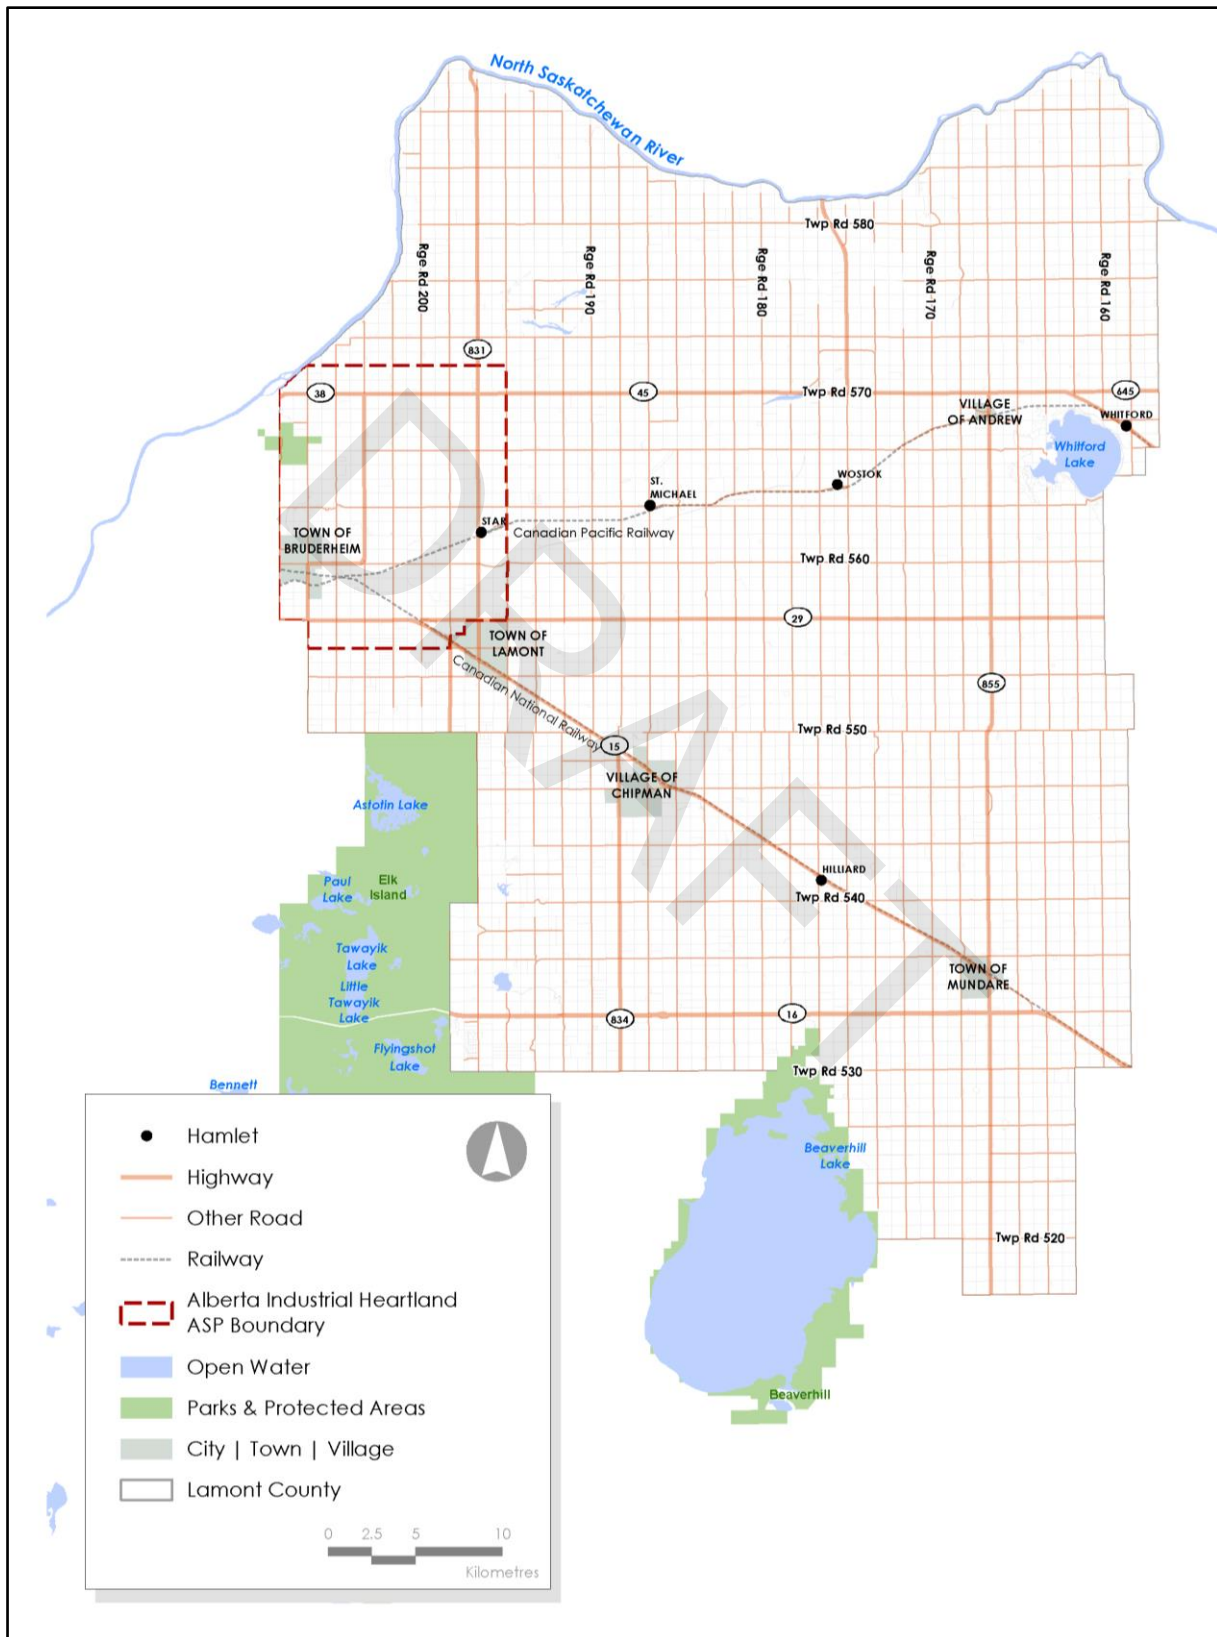 North Saskatchewan River
Twp Rd 580
Rge Rd 200
Rge Rd 190
Rge Rd 180
Rge Rd 170
Rge Rd 160
831
38
45
Twp Rd 570
645
VILLAGE
OF ANDREW
WHITFORD
Whitford
Lake
WOSTOK
ST.
MICHAEL
STAR
Canadian Pacific Railway
TOWN OF
BRUDERHEIM
Twp Rd 560
29
TOWN OF
LAMONT
Canadian National Railway
855
Twp Rd 550
15
VILLAGE OF
CHIPMAN
Astotin Lake
HILLIARD
Twp Rd 540
Paul
Lake
Elk
Island
Tawayik
Lake
Little
Tawayik
Lake
TOWN OF
MUNDARE
834
16
Flyingshot
Lake
Twp Rd 530
Bennett
Beaverhill
Lake
Twp Rd 520
Beaverhill
DRAFT
Hamlet
Highway
Other Road
Railway
Alberta Industrial Heartland
ASP Boundary
Open Water
Parks & Protected Areas
City | Town | Village
Lamont County
0 2.5 5 10
Kilometres